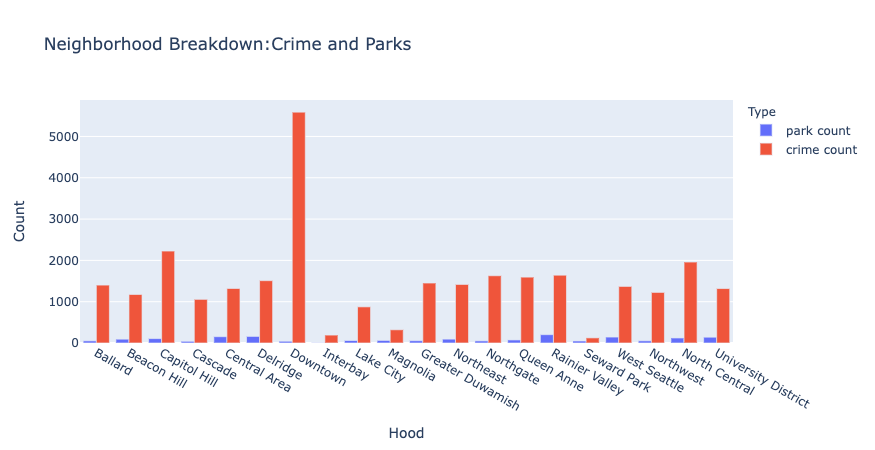 Neighborhood Breakdown:Crime and Parks
Type
park count
crime count
Count
5000
4000
3000
2000
1000
0
Ballard
Beacon Hill
Capitol Hill
Cascade
Central Area
Delridge
Downtown
Interbay
Lake City
Magnolia
Greater Duwamish
Northeast
Northgate
Queen Anne
Rainier Valley
Seward Park
West Seattle
Northwest
North Central
University District
Hood